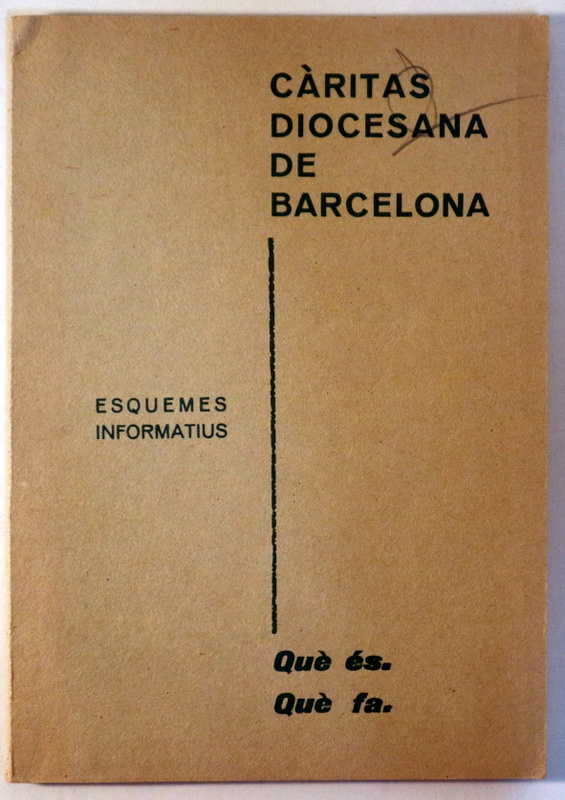 CÀRITAS
DIOCESANA
DE
BARCELONA
ESQUEMES
INFORMATIUS
Què és.
Què fa.